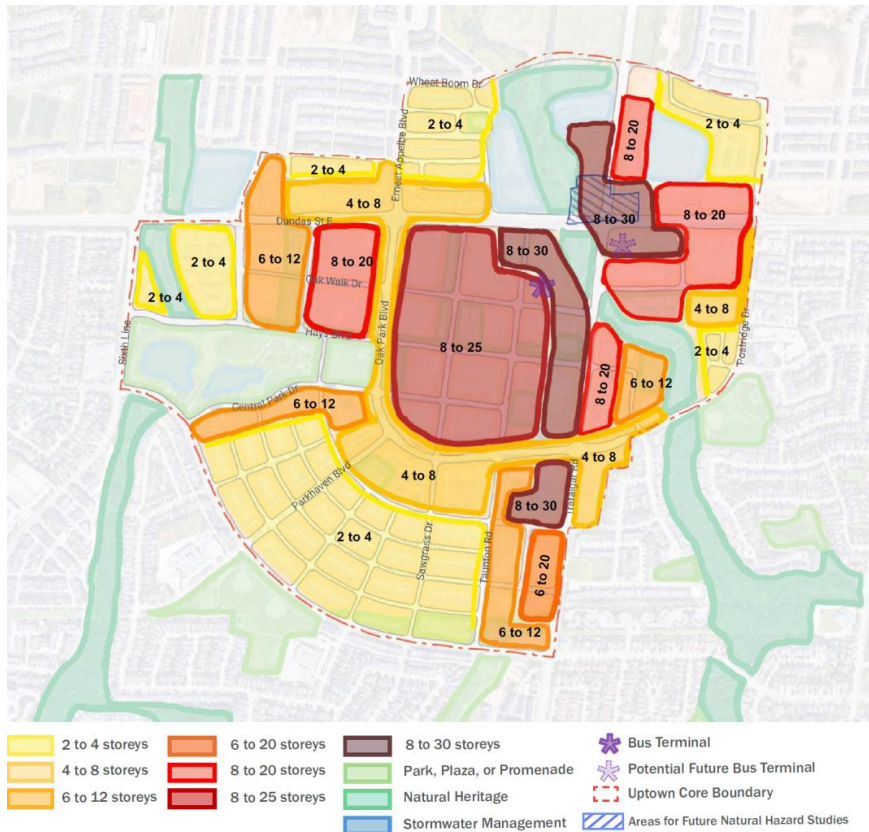 Wheat Boom Dr
2 to 4
Ernest Appelbe Blvd
8 to 20
2 to 4
2 to 4
4 to 8
Dundas St E
8 to 30
8 to 20
8 to 30
2 to 4
6 to 12
8 to 20
Oak Walk Dr
2 to 4
Hays Blvd
Oak Park Blvd
8 to 25
4 to 8
Postridge Dr
2 to 4
Sixth Line
8 to 20
6 to 12
Central Park Dr
6 to 12
4 to 8
4 to 8
Parkhaven Blvd
Trafalgar Rd
8 to 30
2 to 4
Sawgrass Dr
Taunton Rd
6 to 20
6 to 12
2 to 4 storeys
4 to 8 storeys
6 to 12 storeys
6 to 20 storeys
8 to 20 storeys
8 to 25 storeys
8 to 30 storeys
Park, Plaza, or Promenade
Natural Heritage
Stormwater Management
Bus Terminal
Potential Future Bus Terminal
Uptown Core Boundary
Areas for Future Natural Hazard Studies